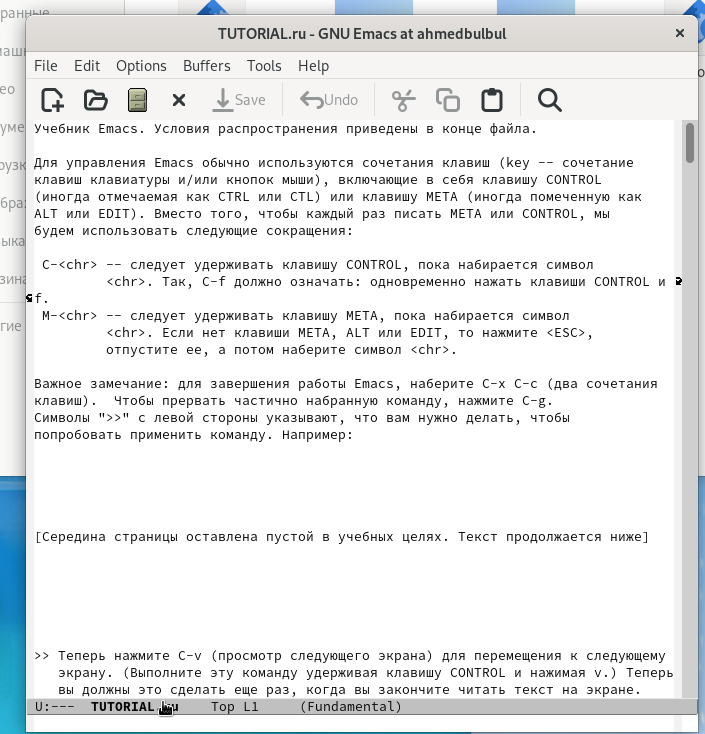 TUTORIAL.ru - GNU Emacs at ahmedbulbul
File Edit Options Buffers Tools Help
Save Undo
Учебник Emacs. Условия распространения приведены в конце файла.
Для управления Emacs обычно используются сочетания клавиш (key -- сочетание
клавиш клавиатуры и/или кнопок мыши), включающие в себя клавишу CONTROL
(иногда отмечаемая как CTRL или CTL) или клавишу META (иногда помеченную как
ALT или EDIT). Вместо того, чтобы каждый раз писать META или CONTROL, мы
будем использовать следующие сокращения:
C-<chr> -- следует удерживать клавишу CONTROL, пока набирается символ
<chr>. Так, C-f должно означать: одновременно нажать клавиши CONTROL и
f.
M-<chr> -- следует удерживать клавишу META, пока набирается символ
<chr>. Если нет клавиши META, ALT или EDIT, то нажмите <ESC>,
отпустите ее, а потом наберите символ <chr>.
Важное замечание: для завершения работы Emacs, наберите C-x C-c (два сочетания
клавиш).  Чтобы прервать частично набранную команду, нажмите C-g.
Символы ">>" с левой стороны указывают, что вам нужно делать, чтобы
попробовать применить команду. Например:
[Середина страницы оставлена пустой в учебных целях. Текст продолжается ниже]
>> Теперь нажмите C-v (просмотр следующего экрана) для перемещения к следующему
экрану. (Выполните эту команду удерживая клавишу CONTROL и нажимая v.) Теперь
вы должны это сделать еще раз, когда вы закончите читать текст на экране.
U:--- TUTORIAL.ru Top L1 (Fundamental)